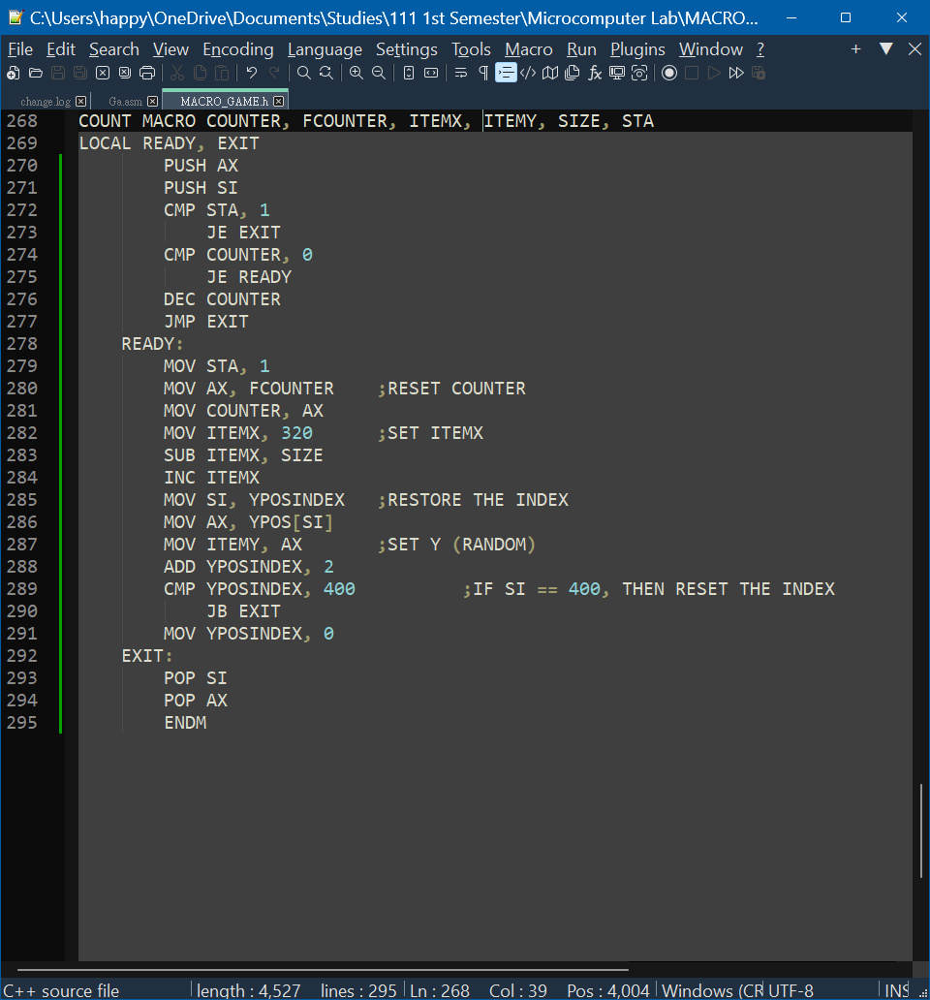 C:\Users\happy\OneDrive\Documents\Studies\111 1st Semester\Microcomputer Lab\MACRO...
File Edit Search View Encoding Language Settings Tools Macro Run Plugins Window ?
change.log Ga.asm MACRO_GAME.h
268 COUNT MACRO COUNTER, FCOUNTER, ITEMX, ITEMY, SIZE, STA
269 LOCAL READY, EXIT
270 PUSH AX
271 PUSH SI
272 CMP STA, 1
273 JE EXIT
274 CMP COUNTER, 0
275 JE READY
276 DEC COUNTER
277 JMP EXIT
278 READY:
279 MOV STA, 1
280 MOV AX, FCOUNTER ;RESET COUNTER
281 MOV COUNTER, AX
282 MOV ITEMX, 320 ;SET ITEMX
283 SUB ITEMX, SIZE
284 INC ITEMX
285 MOV SI, YPOSINDEX ;RESTORE THE INDEX
286 MOV AX, YPOS[SI]
287 MOV ITEMY, AX ;SET Y (RANDOM)
288 ADD YPOSINDEX, 2
289 CMP YPOSINDEX, 400 ;IF SI == 400, THEN RESET THE INDEX
290 JB EXIT
291 MOV YPOSINDEX, 0
292 EXIT:
293 POP SI
294 POP AX
295 ENDM
C++ source file length : 4,527 lines : 295 Ln : 268 Col : 39 Pos : 4,004 Windows (CR UTF-8 INS